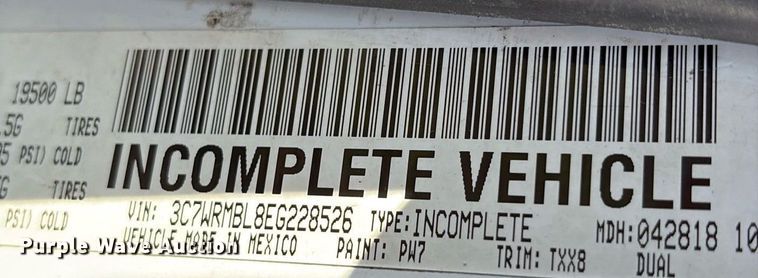 19500 LB
.5G TIRES
5 PSI) COLD
INCOMPLETE VEHICLE
G TIRES
PSI) COLD
VIN: 3C7WRMBL8EG228526 TYPE: INCOMPLETE MDH: 042818 10
VEHICLE MADE IN MEXICO PAINT: PW7 TRIM: TXX8 DUAL
Purple Wave Auction